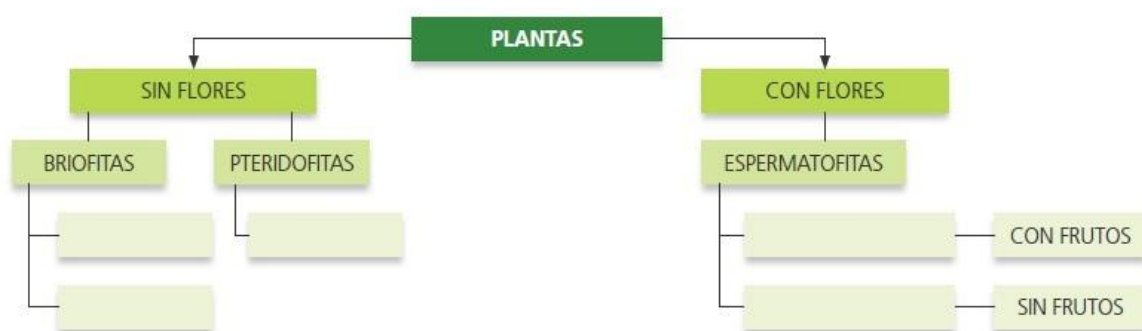 PLANTAS
SIN FLORES
CON FLORES
BRIOFITAS
PTERIDOFITAS
ESPERMATOFITAS
CON FRUTOS
SIN FRUTOS